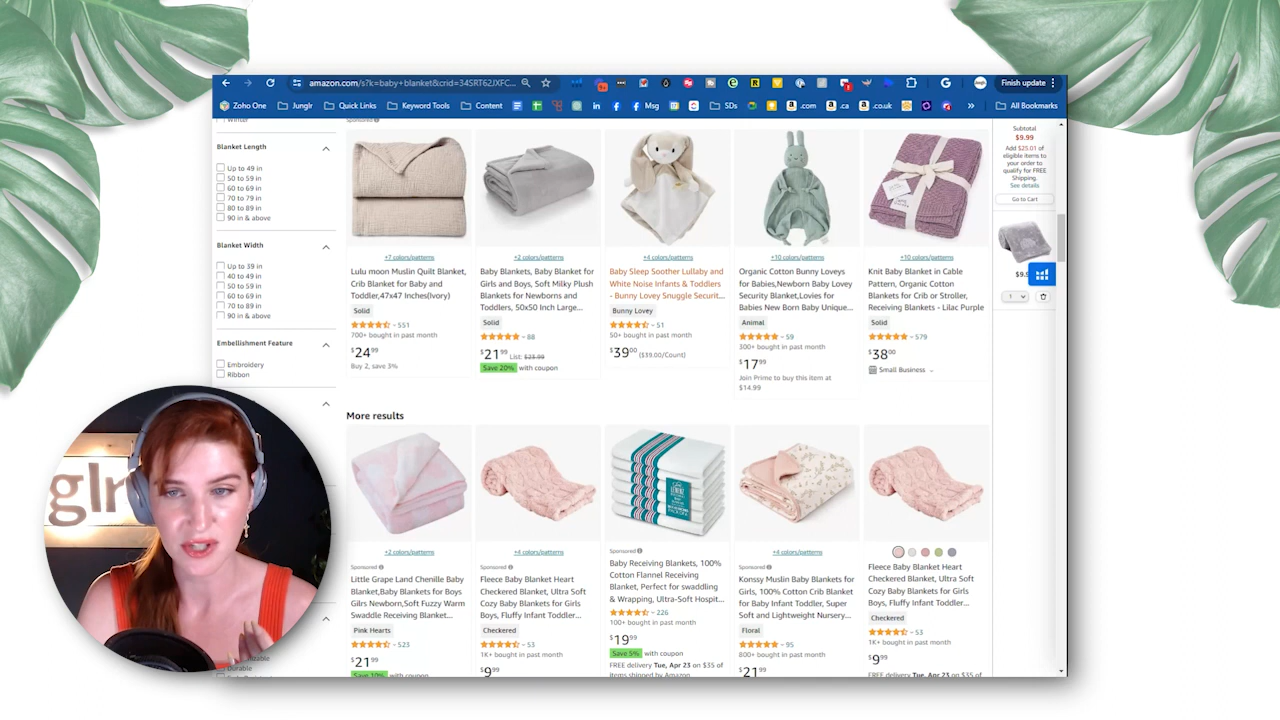 amazon.com/s?k=baby+blanket&crid=34SRT62JXFC...
Finish update
Zoho One
Junglr
Quick Links
Keyword Tools
Content
Msg
SDs
.com
.ca
.co.uk
»
All Bookmarks
Winter
Blanket Length
Up to 49 in
50 to 59 in
60 to 69 in
70 to 79 in
80 to 89 in
90 in & above
Blanket Width
Up to 39 in
40 to 49 in
50 to 59 in
60 to 69 in
70 to 79 in
90 in & above
Embellishment Feature
Embroidery
Ribbon
Durable
Sponsored
+7 colors/patterns
Lulu moon Muslin Quilt Blanket,
Crib Blanket for Baby and
Toddler,47x47 Inches(Ivory)
Solid
551
700+ bought in past month
$24 99
Buy 2, save 3%
+2 colors/patterns
Baby Blankets, Baby Blanket for
Girls and Boys, Soft Milky Plush
Blankets for Newborns and
Toddlers, 50x50 Inch Large...
Solid
88
$21 99 List: $23.99
Save 20% with coupon
+4 colors/patterns
Baby Sleep Soother Lullaby and
White Noise Infants & Toddlers
- Bunny Lovey Snuggle Securit...
Bunny Lovey
51
50+ bought in past month
$39 00 ($39.00/Count)
+10 colors/patterns
Organic Cotton Bunny Loveys
for Babies,Newborn Baby Lovey
Security Blanket,Lovies for
Babies New Born Baby Unique...
Animal
59
300+ bought in past month
$17 99
Join Prime to buy this item at
$14.99
+10 colors/patterns
Knit Baby Blanket in Cable
Pattern, Organic Cotton
Blankets for Crib or Stroller,
Receiving Blankets - Lilac Purple
Solid
579
$38 00
Small Business
Subtotal
$9.99
Add $25.01 of
eligible items to
your order to
qualify for FREE
Shipping.
See details
Go to Cart
1
More results
+2 colors/patterns
Sponsored
Little Grape Land Chenille Baby
Blanket,Baby Blankets for Boys
Gilrs Newborn,Soft Fuzzy Warm
Swaddle Receiving Blanket...
Pink Hearts
523
$21 99
Save 10% with coupon
+4 colors/patterns
Sponsored
Fleece Baby Blanket Heart
Checkered Blanket, Ultra Soft
Cozy Baby Blankets for Girls
Boys, Fluffy Infant Toddler...
Checkered
53
1K+ bought in past month
$9 99
Sponsored
Baby Receiving Blankets, 100%
Cotton Flannel Receiving
Blanket, Perfect for swaddling
& Wrapping, Ultra-Soft Hospit...
226
100+ bought in past month
$19 99
Save 5% with coupon
FREE delivery Tue, Apr 23 on $35 of
items shipped by Amazon
+4 colors/patterns
Sponsored
Konssy Muslin Baby Blankets for
Girls, 100% Cotton Crib Blanket
for Baby Infant Toddler, Super
Soft and Lightweight Nursery...
Floral
95
800+ bought in past month
$21 99
Fleece Baby Blanket Heart
Checkered Blanket, Ultra Soft
Cozy Baby Blankets for Girls
Boys, Fluffy Infant Toddler...
Checkered
53
1K+ bought in past month
$9 99
FREE delivery Tue, Apr 23 on $35 of
glr